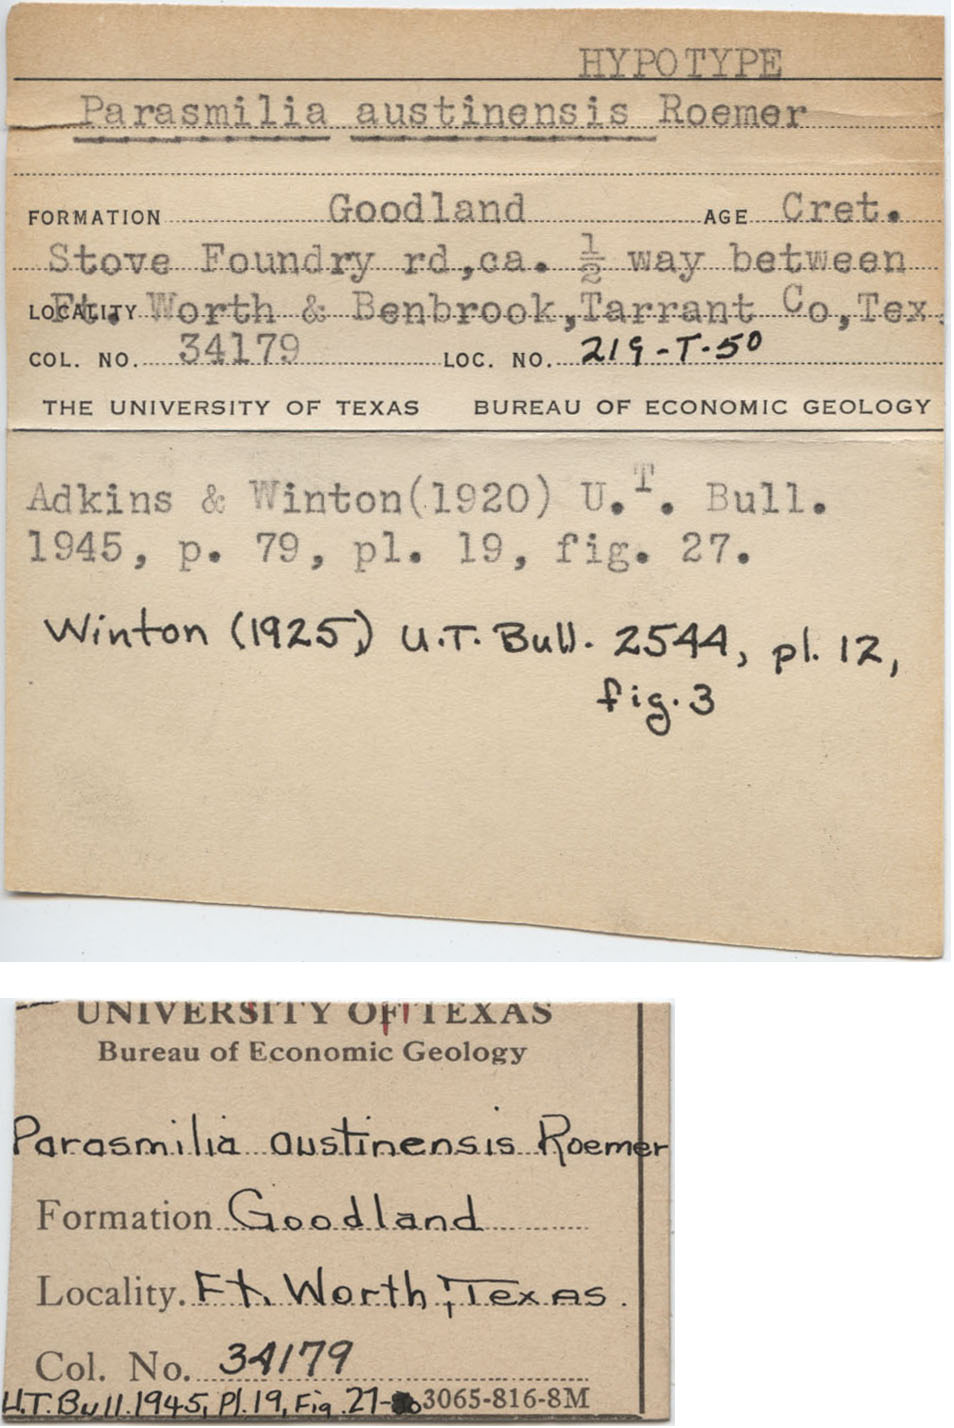 HYPOTYPE
Parasmilia austinensis Roemer
FORMATION Goodland AGE Cret.
Stove Foundry rd,ca. ½ way between
LOCALITY Ft. Worth & Benbrook,Tarrant Co,Tex.
COL. NO. 34179 LOC. NO. 219-T-50
THE UNIVERSITY OF TEXAS BUREAU OF ECONOMIC GEOLOGY
Adkins & Winton(1920) U.T. Bull.
1945, p. 79, pl. 19, fig. 27.
Winton (1925,) U.T. Bull. 2544, pl. 12,
fig. 3
UNIVERSITY OF TEXAS
Bureau of Economic Geology
Parasmilia austinensis Roemer
Formation Goodland
Locality. Ft. Worth, Texas.
Col. No. 34179
U.T. Bull. 1945, Pl. 19, Fig. 27- 3065-816-8M